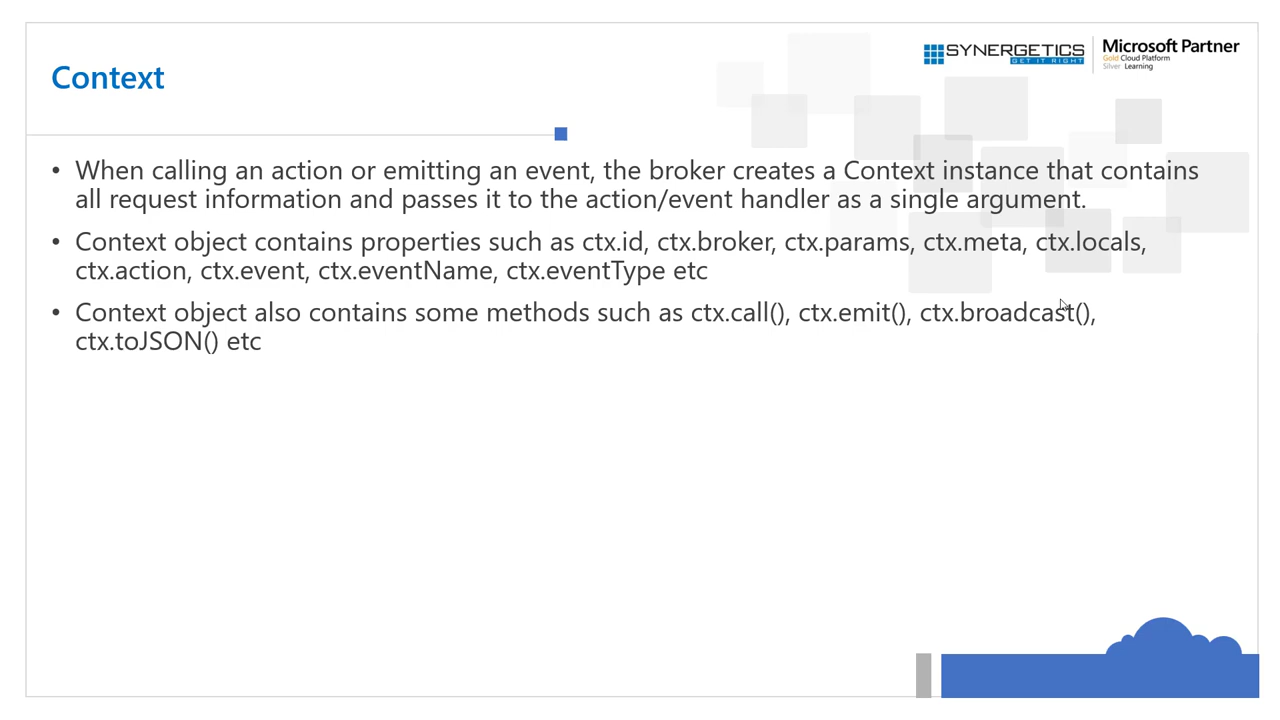 SYNERGETICS
GET IT RIGHT
Microsoft Partner
Gold Cloud Platform
Silver Learning
Context
• When calling an action or emitting an event, the broker creates a Context instance that contains
all request information and passes it to the action/event handler as a single argument.
• Context object contains properties such as ctx.id, ctx.broker, ctx.params, ctx.meta, ctx.locals,
ctx.action, ctx.event, ctx.eventName, ctx.eventType etc
• Context object also contains some methods such as ctx.call(), ctx.emit(), ctx.broadcast(),
ctx.toJSON() etc